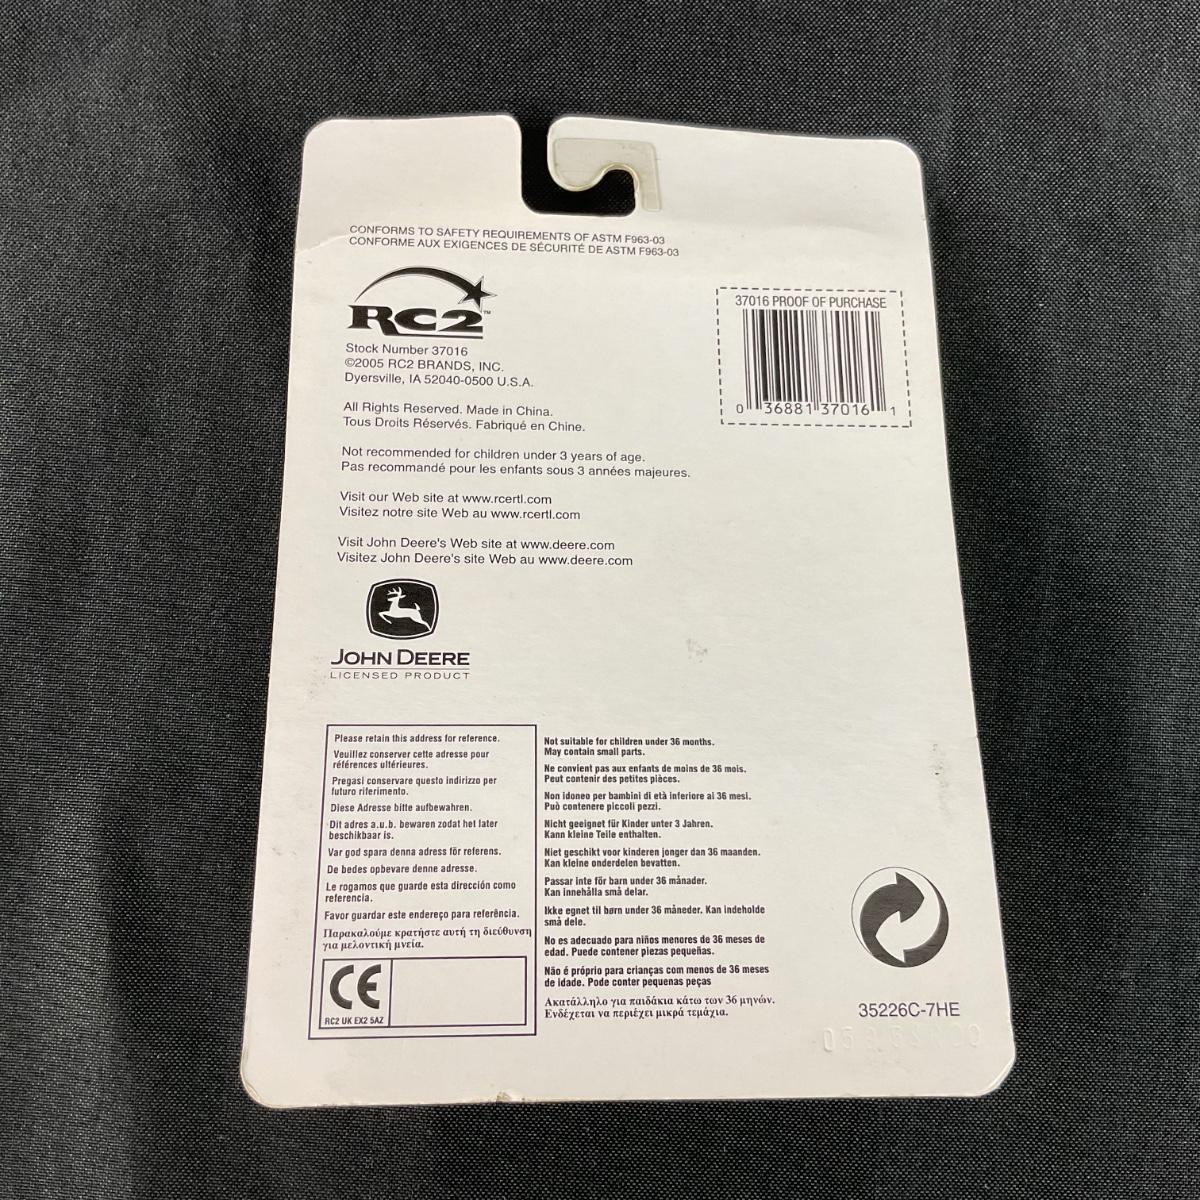 CONFORMS TO SAFETY REQUIREMENTS OF ASTM F963-03
CONFORME AUX EXIGENCES DE SÉCURITÉ DE ASTM F963-03
RC2™
Stock Number 37016
©2005 RC2 BRANDS, INC.
Dyersville, IA 52040-0500 U.S.A.
All Rights Reserved. Made in China.
Tous Droits Réservés. Fabriqué en Chine.
Not recommended for children under 3 years of age.
Pas recommandé pour les enfants sous 3 années majeures.
Visit our Web site at www.rcertl.com
Visitez notre site Web au www.rcertl.com
Visit John Deere's Web site at www.deere.com
Visitez John Deere's site Web au www.deere.com
JOHN DEERE
LICENSED PRODUCT
37016 PROOF OF PURCHASE
0 36881 37016 1
Please retain this address for reference.
Veuillez conserver cette adresse pour
références ultérieures.
Pregasi conservare questo indirizzo per
futuro riferimento.
Diese Adresse bitte aufbewahren.
Dit adres a.u.b. bewaren zodat het later
beschikbaar is.
Var god spara denna adress för referens.
De bedes opbevare denne adresse.
Le rogamos que guarde esta dirección como
referencia.
Favor guardar este endereço para referência.
Παρακαλούμε κρατήστε αυτή τη διεύθυνση
για μελοντική μνεία.
CE
RC2 UK EX2 5AZ
Not suitable for children under 36 months.
May contain small parts.
Ne convient pas aux enfants de moins de 36 mois.
Peut contenir des petites pièces.
Non idoneo per bambini di età inferiore ai 36 mesi.
Può contenere piccoli pezzi.
Nicht geeignet für Kinder unter 3 Jahren.
Kann kleine Teile enthalten.
Niet geschikt voor kinderen jonger dan 36 maanden.
Kan kleine onderdelen bevatten.
Passar inte för barn under 36 månader.
Kan innehålla små delar.
Ikke egnet til børn under 36 måneder. Kan indeholde
små dele.
No es adecuado para niños menores de 36 meses de
edad. Puede contener piezas pequeñas.
Não é próprio para crianças com menos de 36 meses
de idade. Pode conter pequenas peças
Ακατάλληλο για παιδάκια κάτω των 36 μηνών.
Ενδέχεται να περιέχει μικρά τεμάχια.
35226C-7HE